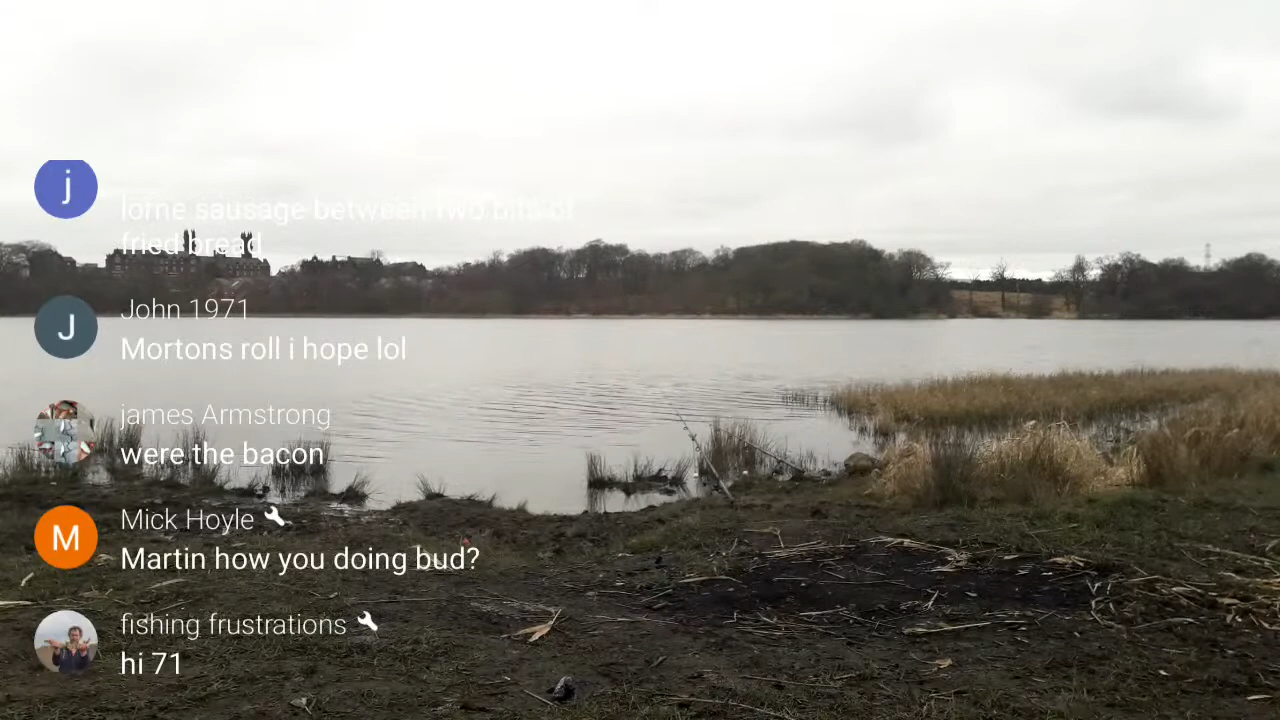 j
lorne sausage between two bits of
fried bread
J
John 1971
Mortons roll i hope lol
james Armstrong
were the bacon
M
Mick Hoyle
Martin how you doing bud?
fishing frustrations
hi 71